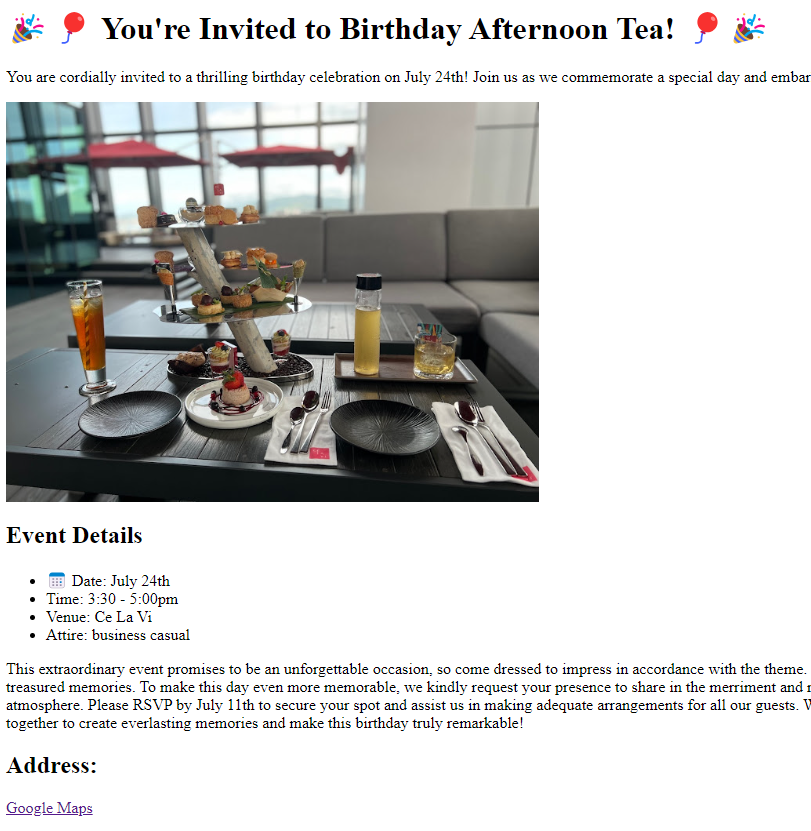 🎉🎈 You're Invited to Birthday Afternoon Tea! 🎈🎉
You are cordially invited to a thrilling birthday celebration on July 24th! Join us as we commemorate a special day and embar
Event Details
• 📅 Date: July 24th
• Time: 3:30 - 5:00pm
• Venue: Ce La Vi
• Attire: business casual
This extraordinary event promises to be an unforgettable occasion, so come dressed to impress in accordance with the theme.
treasured memories. To make this day even more memorable, we kindly request your presence to share in the merriment and
atmosphere. Please RSVP by July 11th to secure your spot and assist us in making adequate arrangements for all our guests.
together to create everlasting memories and make this birthday truly remarkable!
Address:
Google Maps